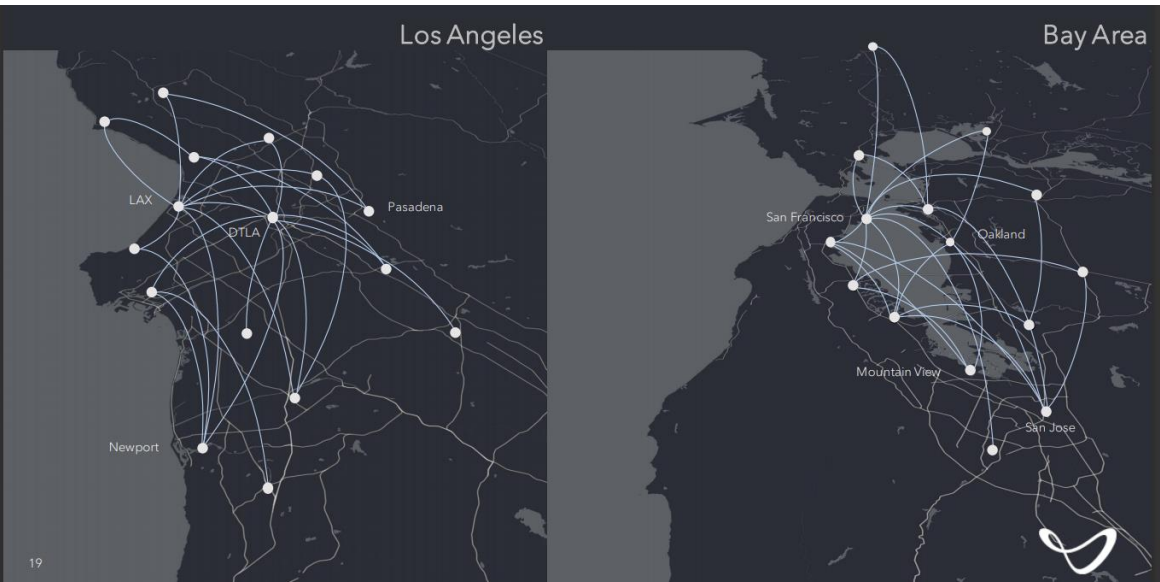 Los Angeles
LAX
Pasadena
DTLA
Newport
19
Bay Area
San Francisco
Oakland
Mountain View
San Jose